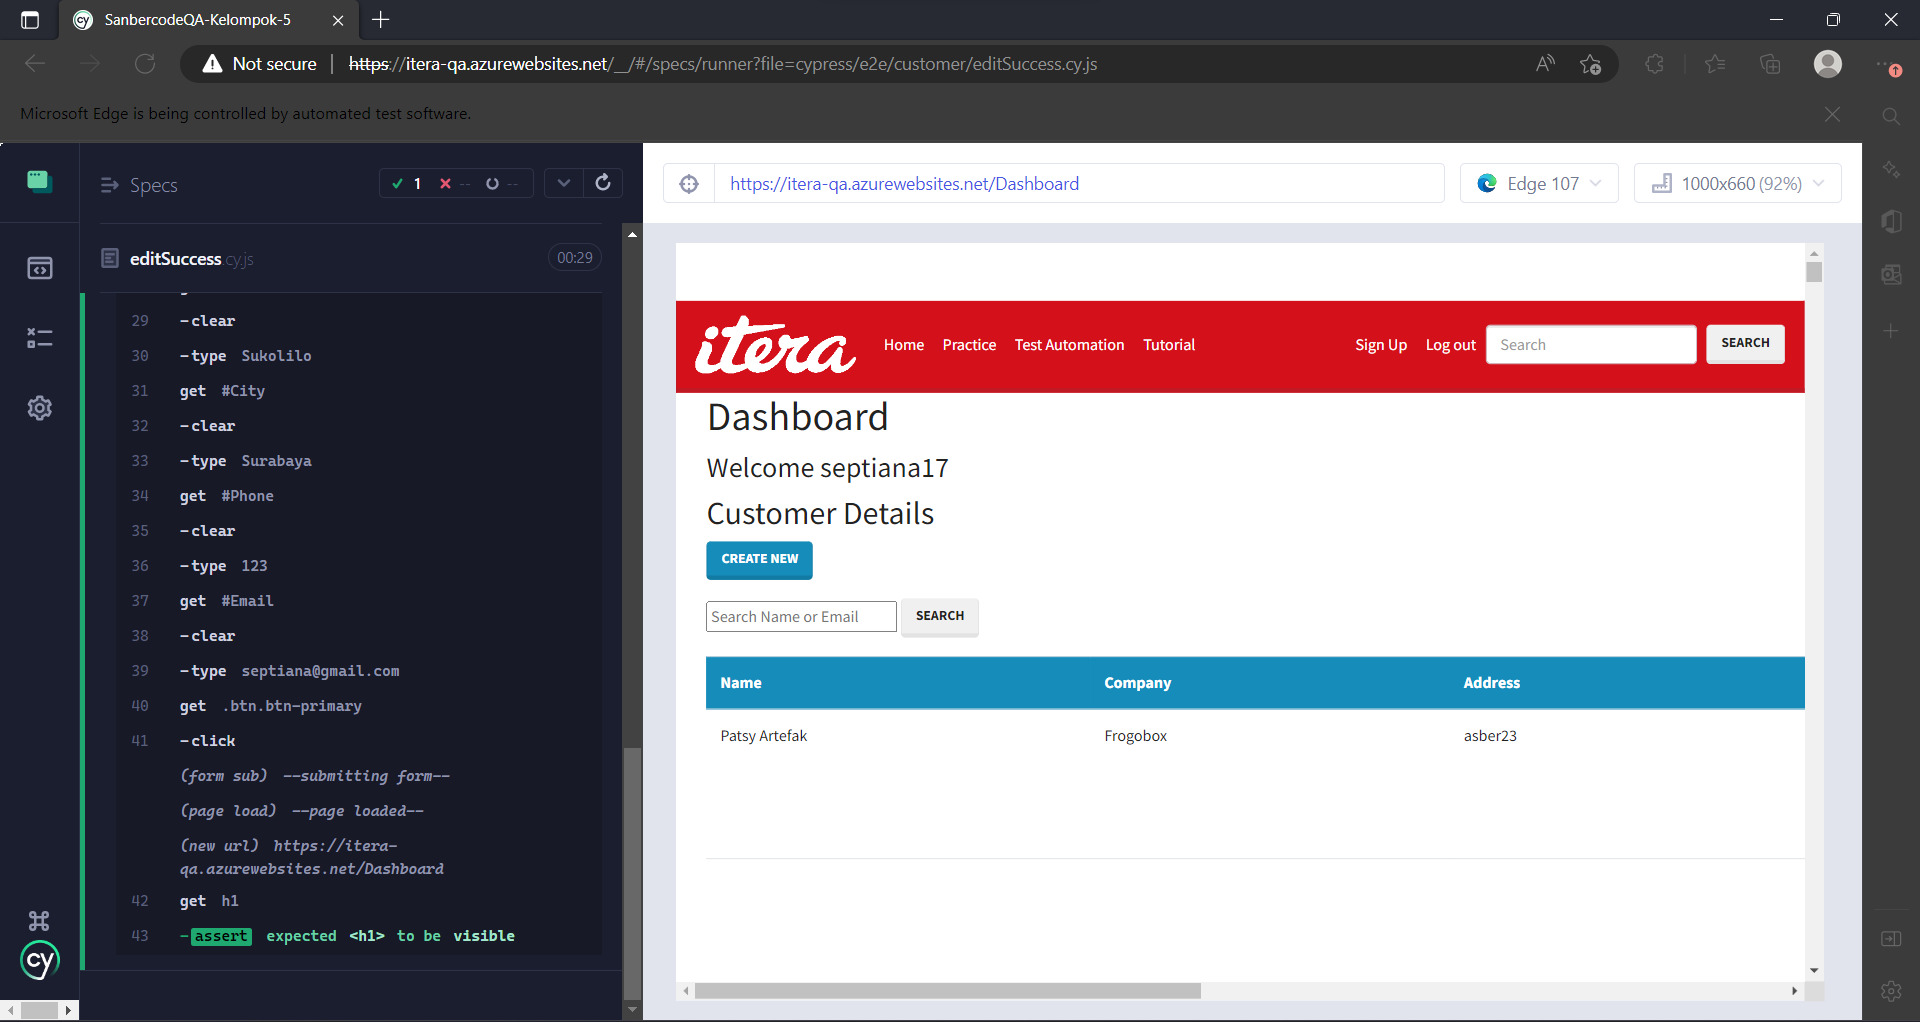 SanbercodeQA-Kelompok-5
Not secure
https://itera-qa.azurewebsites.net/__/#/specs/runner?file=cypress/e2e/customer/editSuccess.cy.js
Microsoft Edge is being controlled by automated test software.
Specs
1 -- --
editSuccess cy.js
00:29
29 -clear
30 -type Sukolilo
31 get #City
32 -clear
33 -type Surabaya
34 get #Phone
35 -clear
36 -type 123
37 get #Email
38 -clear
39 -type septiana@gmail.com
40 get .btn.btn-primary
41 -click
(form sub) --submitting form--
(page load) --page loaded--
(new url) https://itera-
qa.azurewebsites.net/Dashboard
42 get h1
43 -assert expected <h1> to be visible
cy
https://itera-qa.azurewebsites.net/Dashboard
Edge 107
1000x660 (92%)
itera
Home Practice Test Automation Tutorial
Sign Up Log out Search SEARCH
Dashboard
Welcome septiana17
Customer Details
CREATE NEW
Search Name or Email SEARCH
Name Company Address
Patsy Artefak Frogobox asber23